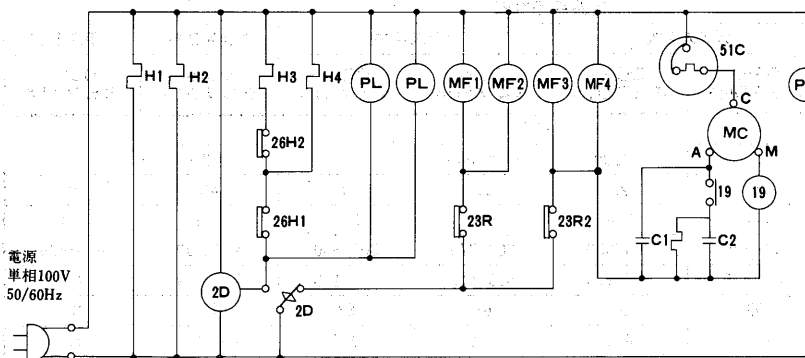 51C
H1
H2
H3
H4
PL
PL
MF1
MF2
MF3
MF4
C
MC
A
M
26H2
19
19
26H1
23R
23R2
C1
C2
電源
単相100V
50/60Hz
2D
2D